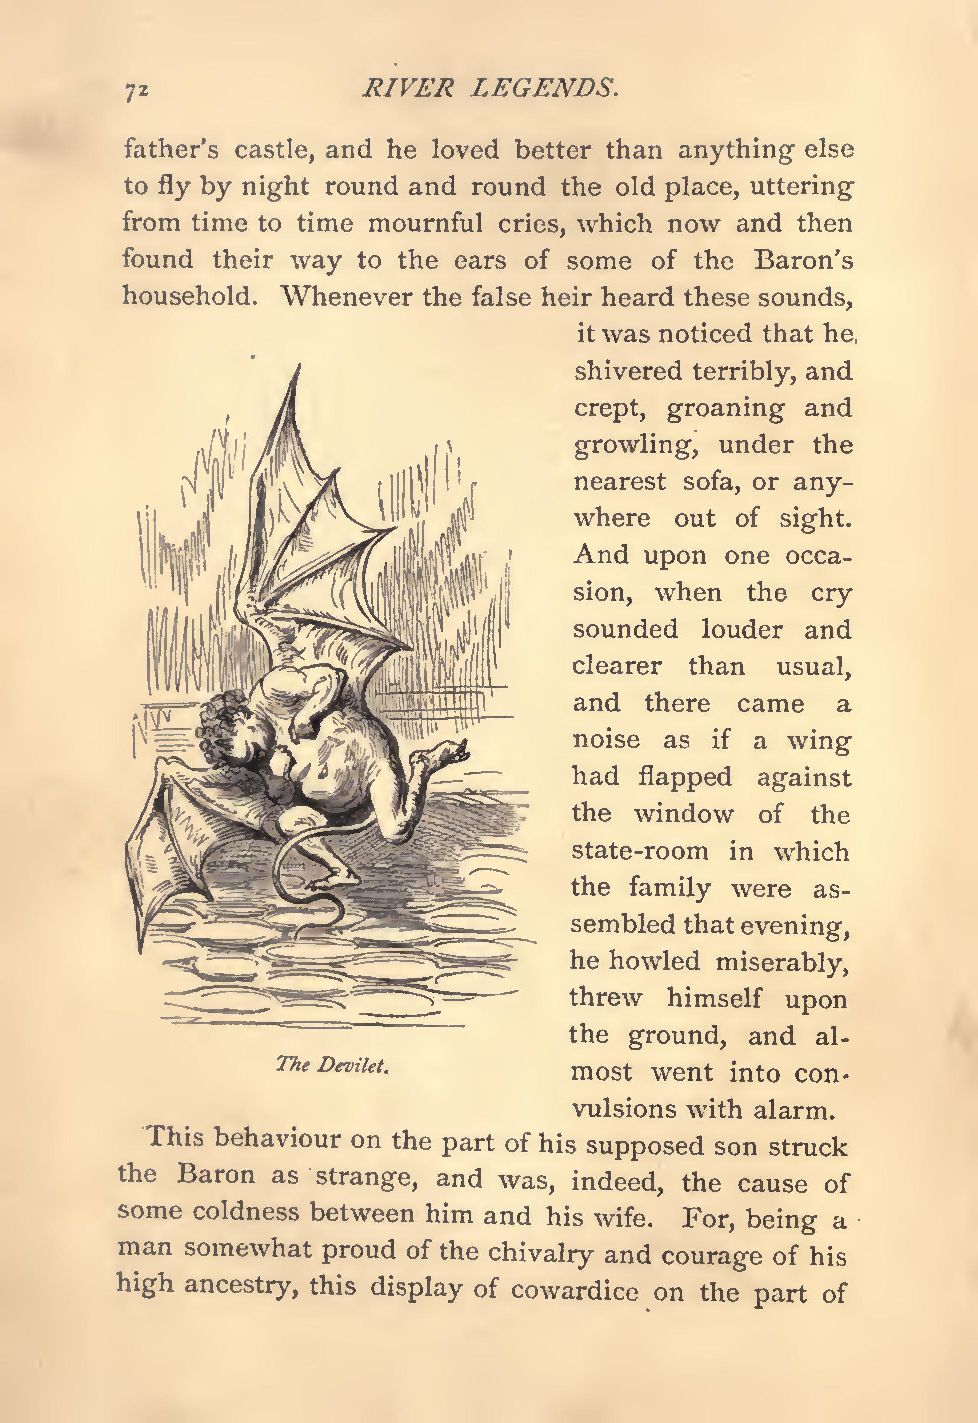 72
RIVER LEGENDS.
father's castle, and he loved better than anything else
to fly by night round and round the old place, uttering
from time to time mournful cries, which now and then
found their way to the ears of some of the Baron's
household. Whenever the false heir heard these sounds,
it was noticed that he,
shivered terribly, and
crept, groaning and
growling, under the
nearest sofa, or any-
where out of sight.
And upon one occa-
sion, when the cry
sounded louder and
clearer than usual,
and there came a
noise as if a wing
had flapped against
the window of the
state-room in which
the family were as-
sembled that evening,
he howled miserably,
threw himself upon
the ground, and al-
most went into con-
vulsions with alarm.
The Devilet.
This behaviour on the part of his supposed son struck
the Baron as strange, and was, indeed, the cause of
some coldness between him and his wife. For, being a
man somewhat proud of the chivalry and courage of his
high ancestry, this display of cowardice on the part of